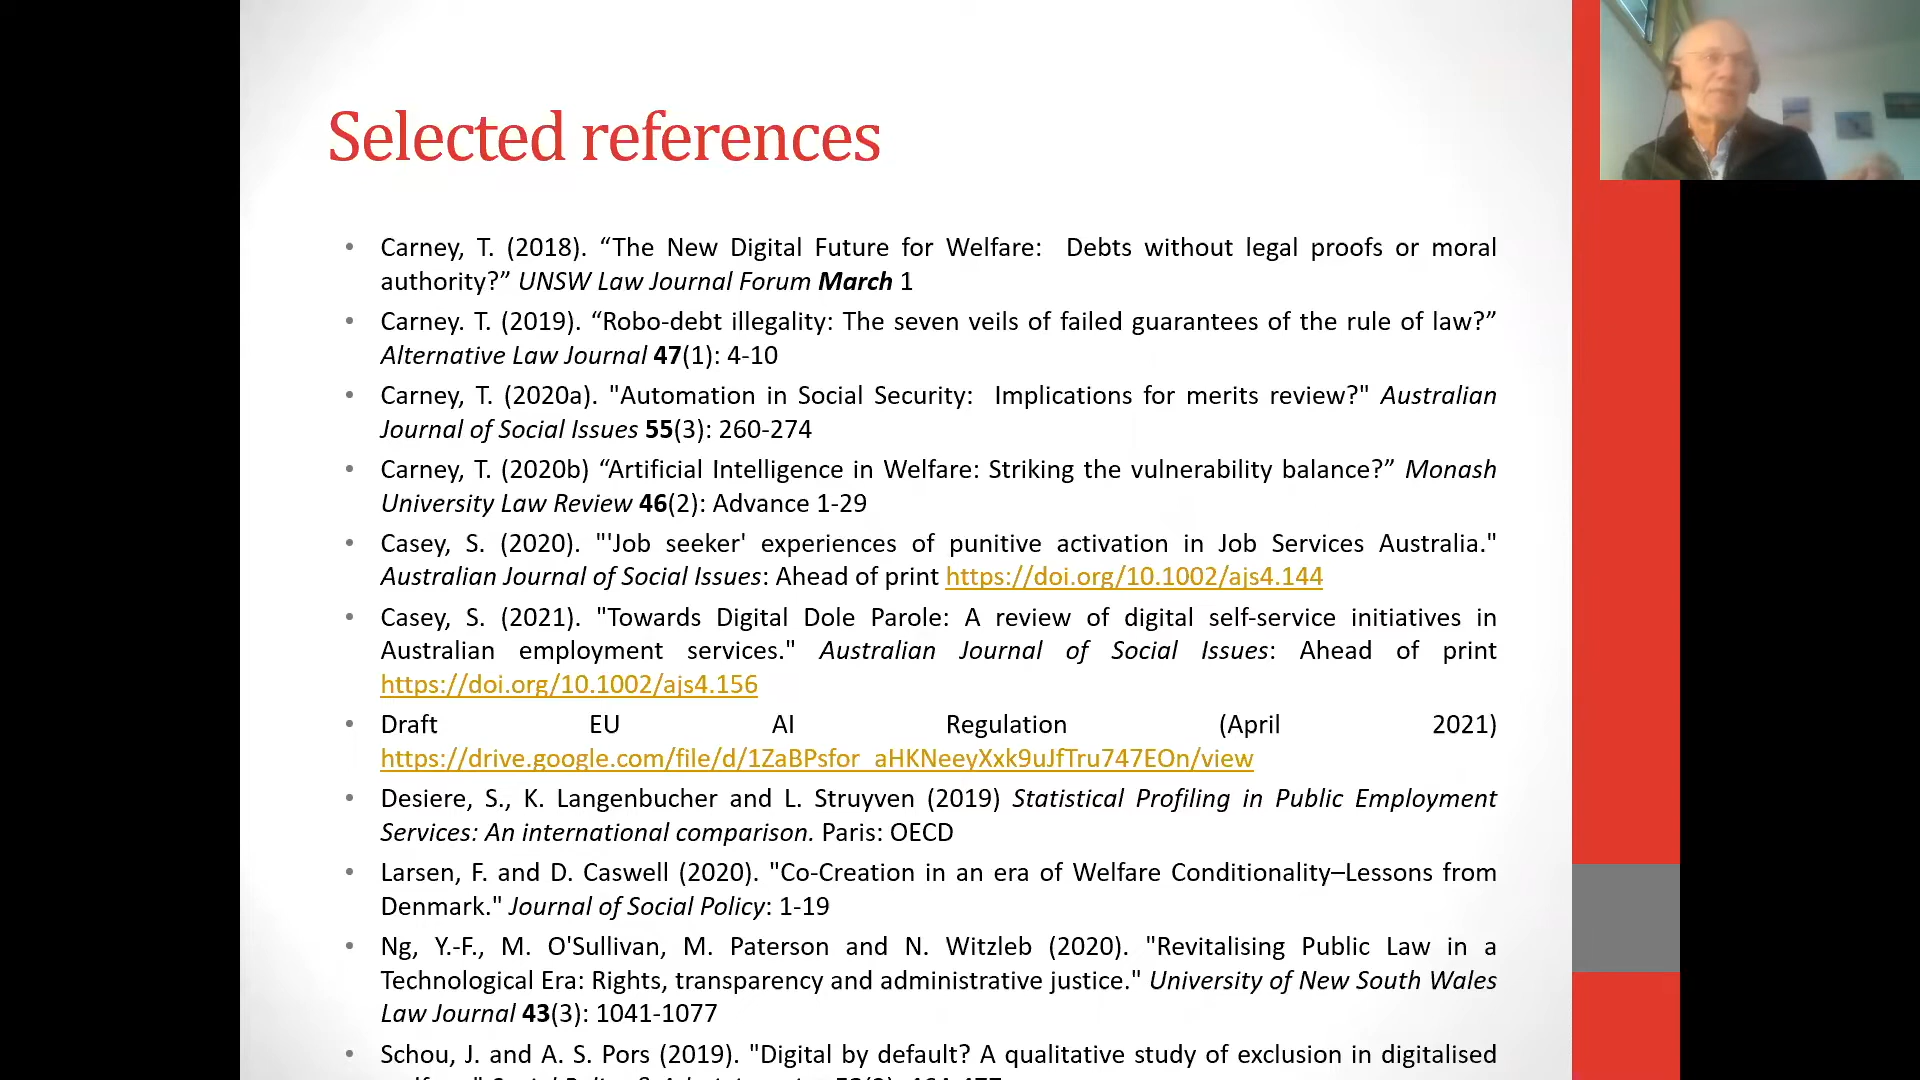 Selected references
• Carney, T. (2018). “The New Digital Future for Welfare: Debts without legal proofs or moral
authority?” UNSW Law Journal Forum March 1
• Carney. T. (2019). “Robo-debt illegality: The seven veils of failed guarantees of the rule of law?”
Alternative Law Journal 47(1): 4-10
• Carney, T. (2020a). "Automation in Social Security: Implications for merits review?" Australian
Journal of Social Issues 55(3): 260-274
• Carney, T. (2020b) “Artificial Intelligence in Welfare: Striking the vulnerability balance?” Monash
University Law Review 46(2): Advance 1-29
• Casey, S. (2020). "'Job seeker' experiences of punitive activation in Job Services Australia."
Australian Journal of Social Issues: Ahead of print https://doi.org/10.1002/ajs4.144
• Casey, S. (2021). "Towards Digital Dole Parole: A review of digital self-service initiatives in
Australian employment services." Australian Journal of Social Issues: Ahead of print
https://doi.org/10.1002/ajs4.156
• Draft EU AI Regulation (April 2021)
https://drive.google.com/file/d/1ZaBPsfor_aHKNeeyXxk9uJfTru747EOn/view
• Desiere, S., K. Langenbucher and L. Struyven (2019) Statistical Profiling in Public Employment
Services: An international comparison. Paris: OECD
• Larsen, F. and D. Caswell (2020). "Co-Creation in an era of Welfare Conditionality–Lessons from
Denmark." Journal of Social Policy: 1-19
• Ng, Y.-F., M. O'Sullivan, M. Paterson and N. Witzleb (2020). "Revitalising Public Law in a
Technological Era: Rights, transparency and administrative justice." University of New South Wales
Law Journal 43(3): 1041-1077
• Schou, J. and A. S. Pors (2019). "Digital by default? A qualitative study of exclusion in digitalised